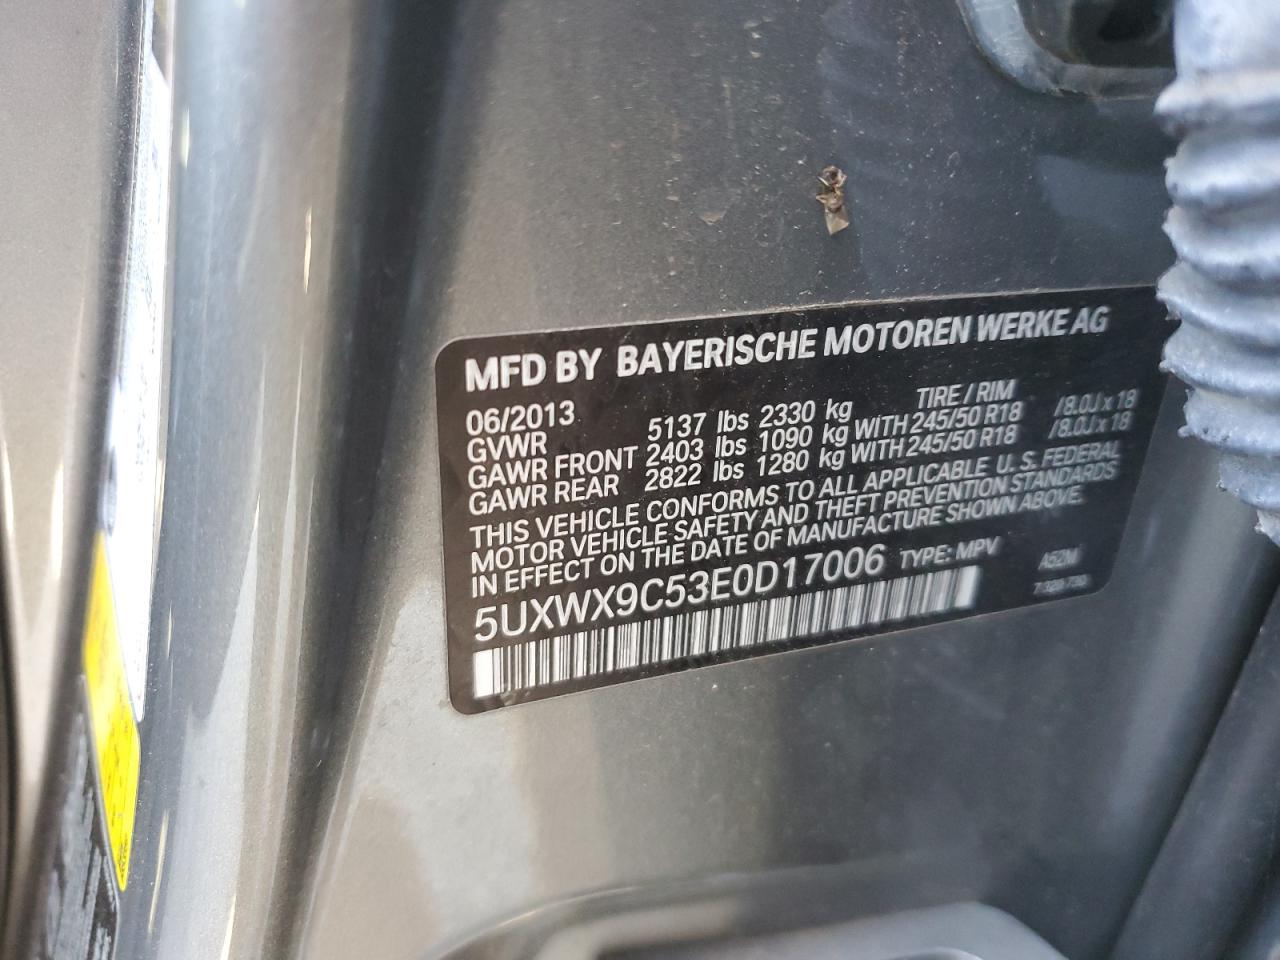 MFD BY BAYERISCHE MOTOREN WERKE AG
06/2013 TIRE / RIM
GVWR 5137 lbs 2330 kg
GAWR FRONT 2403 lbs 1090 kg WITH 245/50 R18 /8.0J x 18
GAWR REAR 2822 lbs 1280 kg WITH 245/50 R18 /8.0J x 18
THIS VEHICLE CONFORMS TO ALL APPLICABLE U. S. FEDERAL
MOTOR VEHICLE SAFETY AND THEFT PREVENTION STANDARDS
IN EFFECT ON THE DATE OF MANUFACTURE SHOWN ABOVE.
5UXWX9C53E0D17006 TYPE: MPV A52M